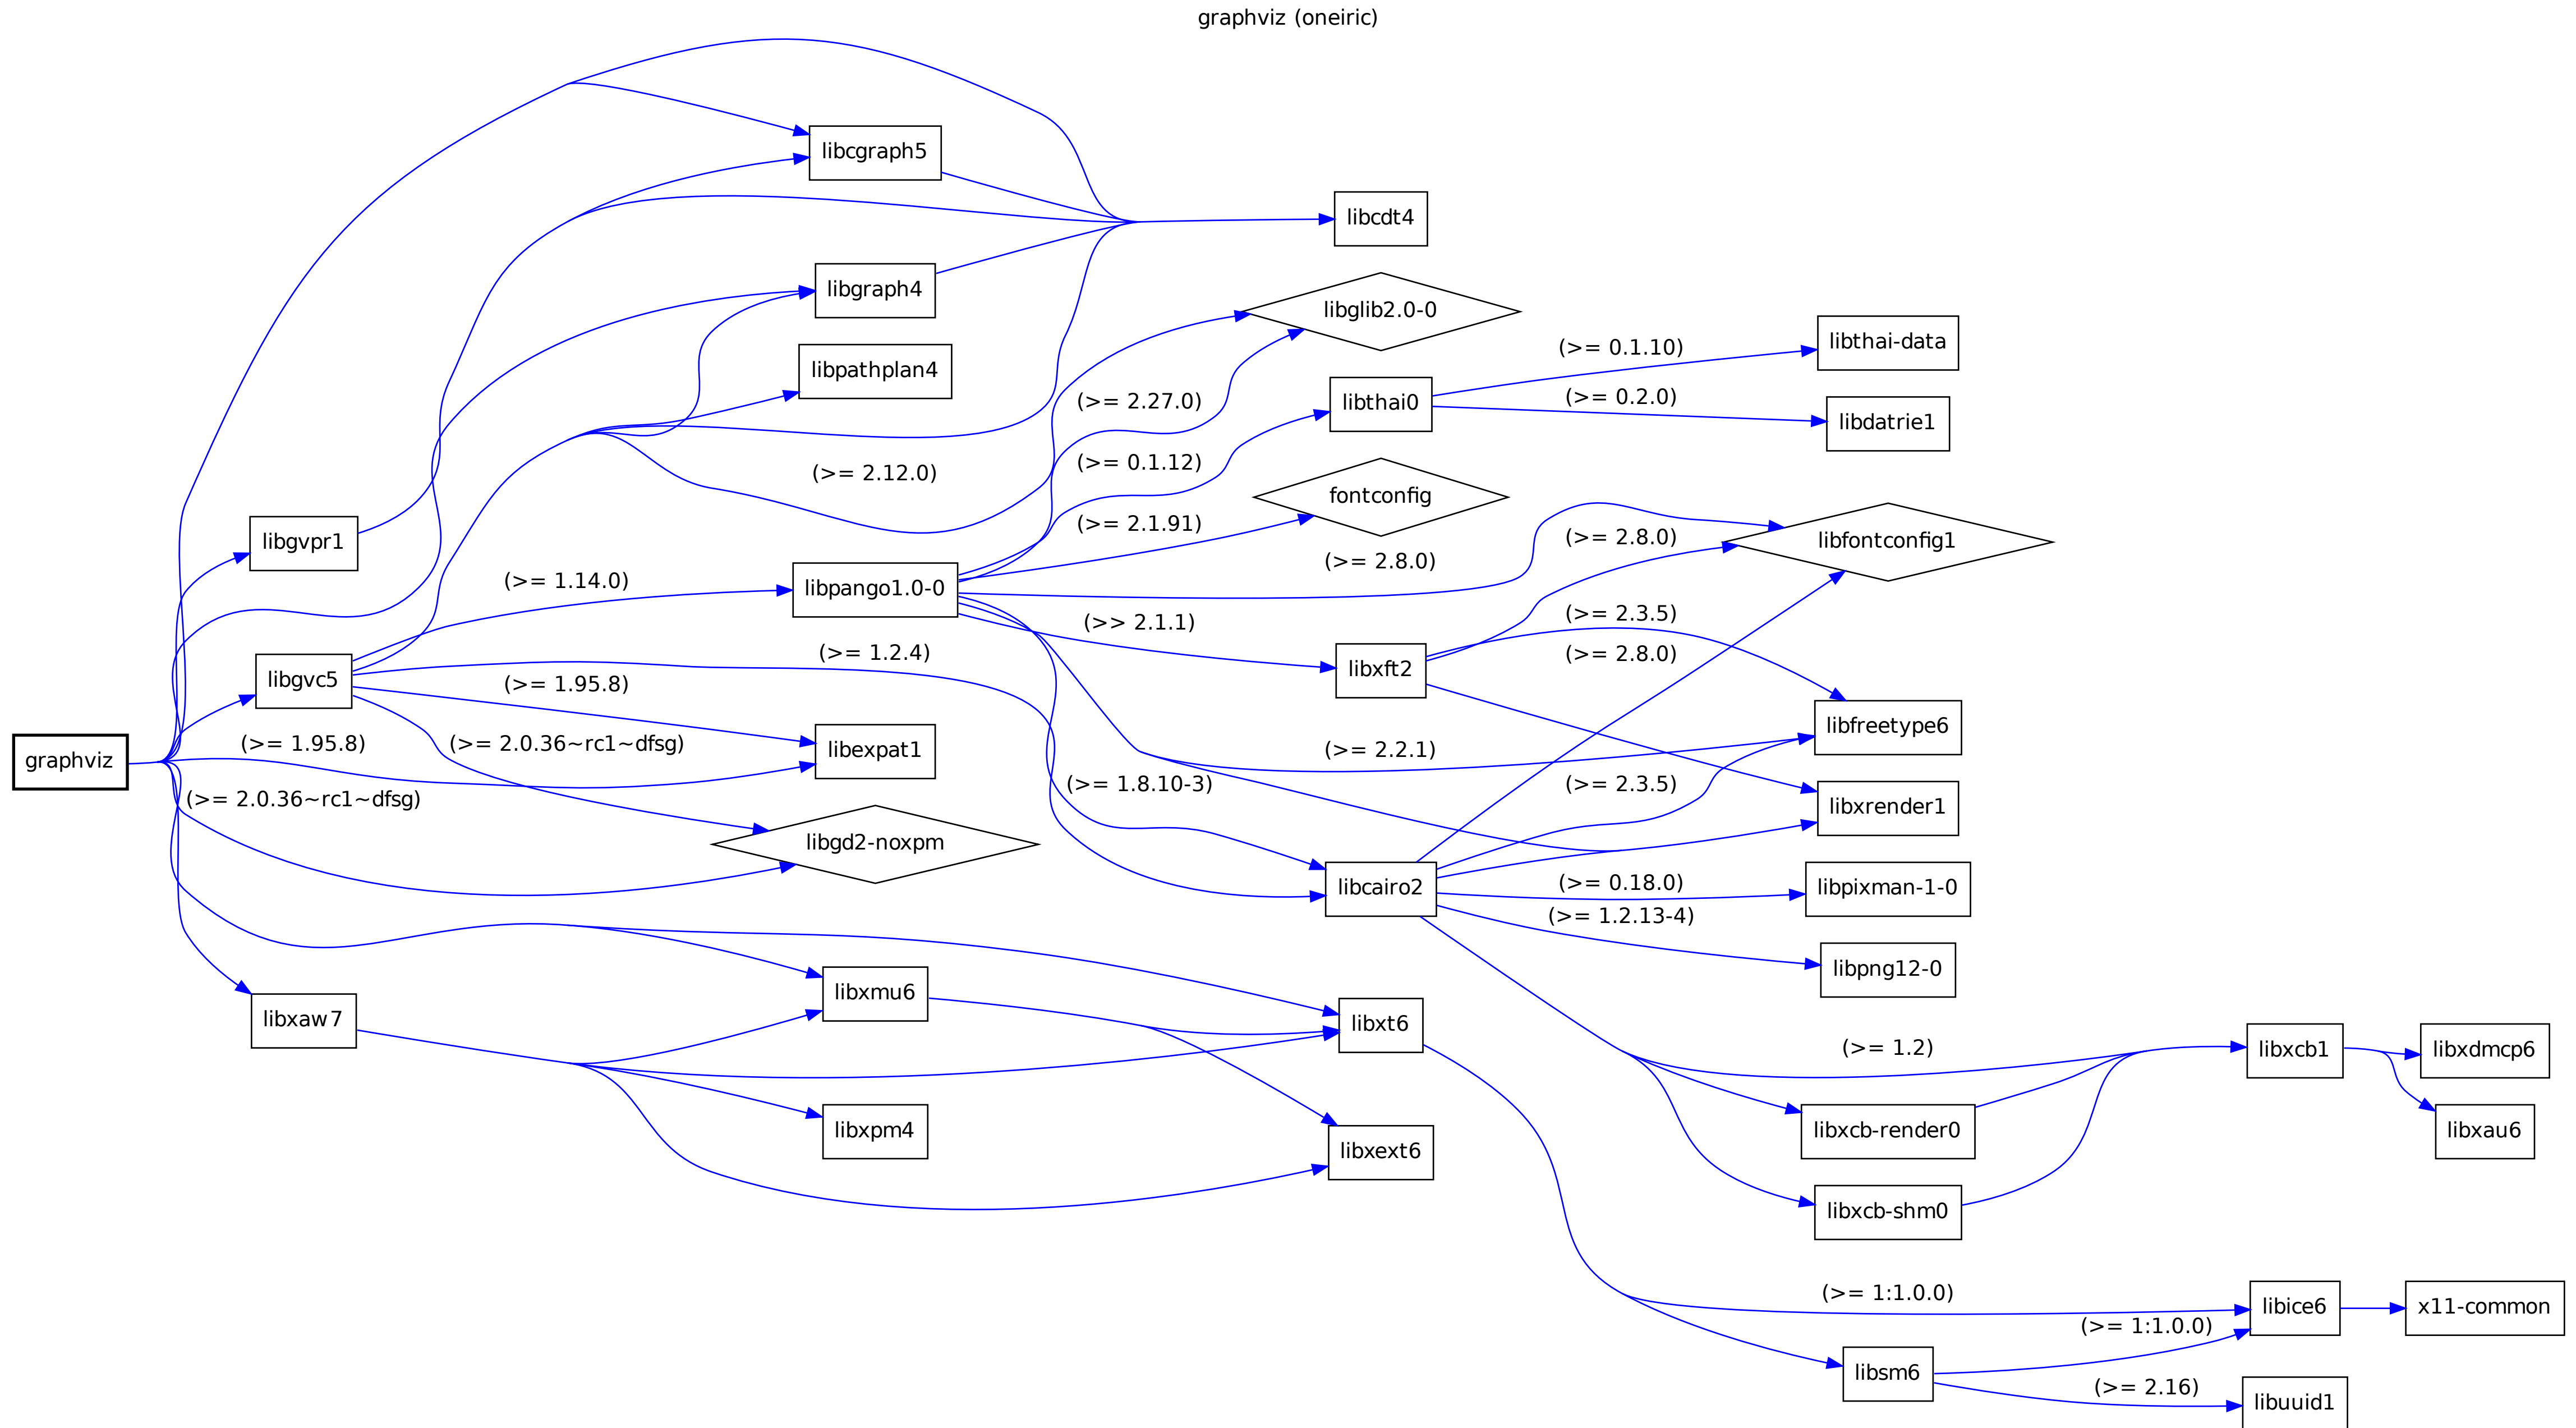 graphviz (oneiric)
libcgraph5
libcdt4
libgraph4
libglib2.0-0
libthai-data
(>= 0.1.10)
libpathplan4
(>= 2.27.0)
libthai0
(>= 0.2.0)
libdatrie1
(>= 2.12.0)
(>= 0.1.12)
fontconfig
(>= 2.1.91)
libgvpr1
(>= 2.8.0)
(>= 2.8.0)
libfontconfig1
(>= 1.14.0)
libpango1.0-0
(>> 2.1.1)
(>= 2.3.5)
(>= 1.2.4)
(>= 2.8.0)
libgvc5
(>= 1.95.8)
libxft2
libfreetype6
graphviz
(>= 1.95.8)
(>= 2.0.36~rc1~dfsg)
libexpat1
(>= 2.2.1)
(>= 2.0.36~rc1~dfsg)
(>= 1.8.10-3)
(>= 2.3.5)
libxrender1
libgd2-noxpm
libcairo2
(>= 0.18.0)
libpixman-1-0
(>= 1.2.13-4)
libpng12-0
libxaw7
libxmu6
libxt6
(>= 1.2)
libxcb1
libxdmcp6
libxpm4
libxcb-render0
libxau6
libxext6
libxcb-shm0
(>= 1:1.0.0)
libice6
x11-common
(>= 1:1.0.0)
libsm6
(>= 2.16)
libuuid1